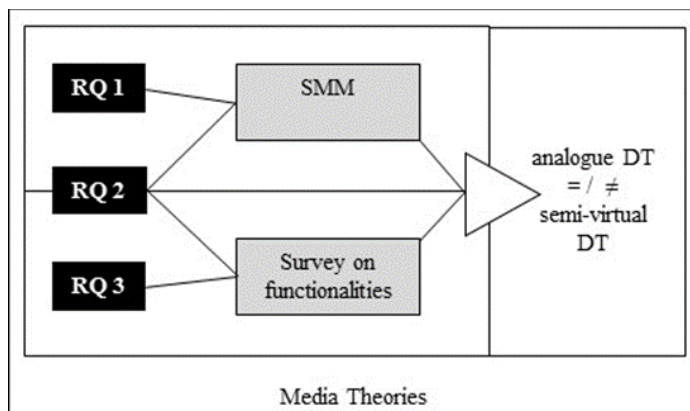 RQ 1
SMM
RQ 2
analogue DT
= / ≠
semi-virtual
DT
RQ 3
Survey on
functionalities
Media Theories